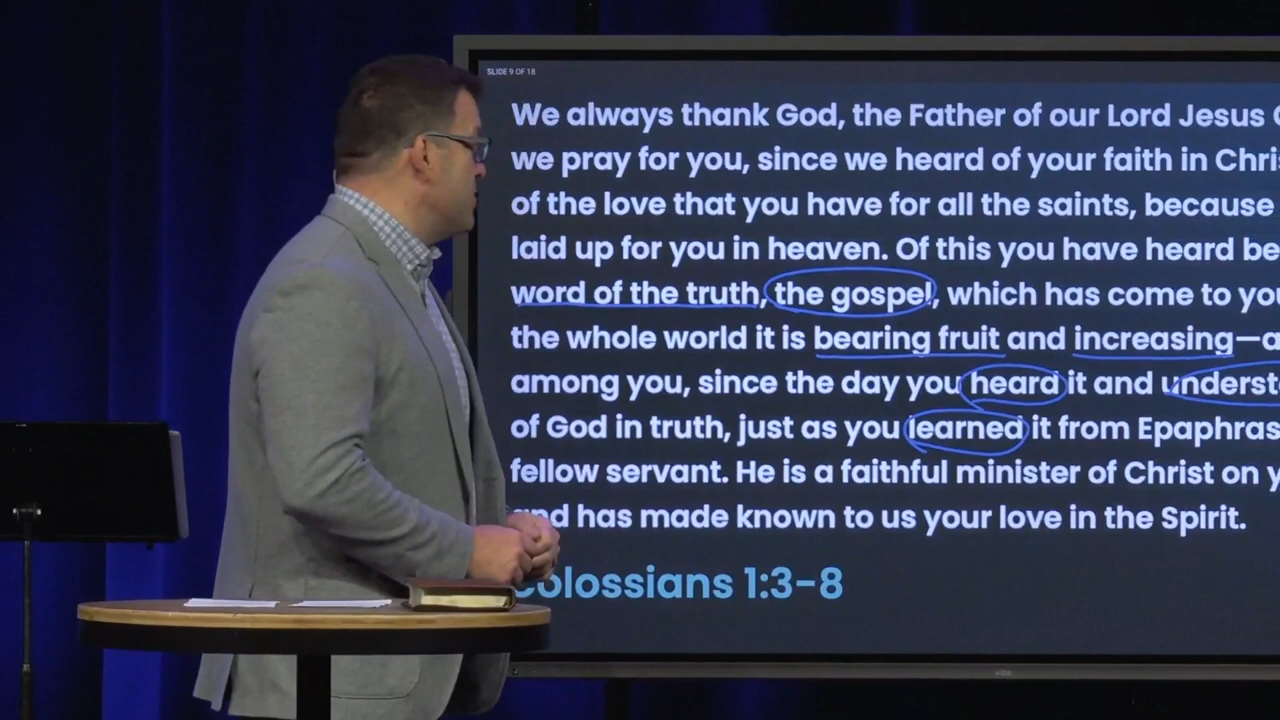 SLIDE 9 OF 18
We always thank God, the Father of our Lord Jesus
we pray for you, since we heard of your faith in
of the love that you have for all the saints, because
laid up for you in heaven. Of this you have heard
word of the truth, the gospel, which has come to
the whole world it is bearing fruit and increasing—
among you, since the day you heard it and
of God in truth, just as you learned it from Epaphras
fellow servant. He is a faithful minister of Christ on
and has made known to us your love in the Spirit.
Colossians 1:3-8
vibe